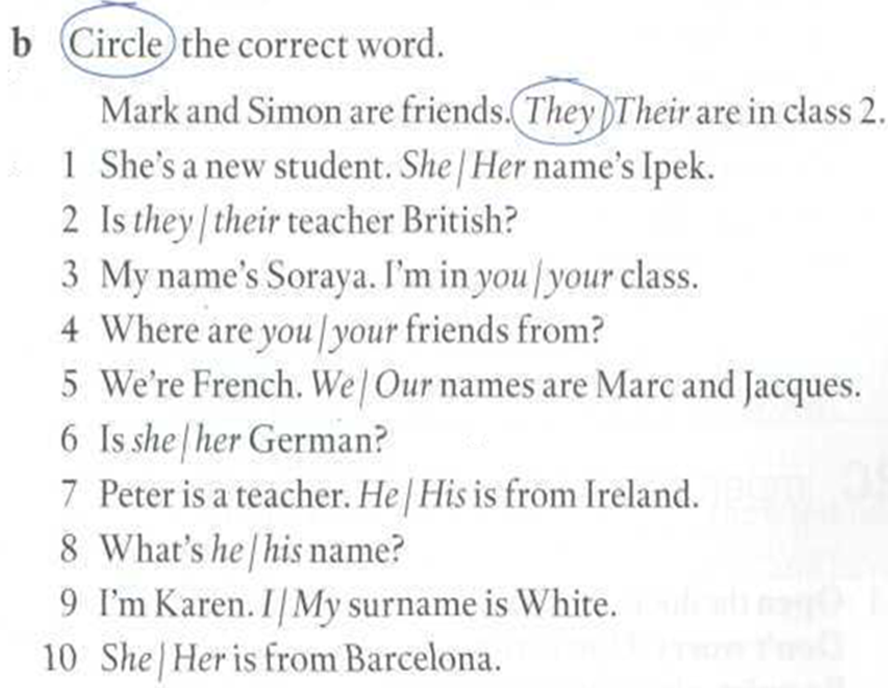 b Circle the correct word.
Mark and Simon are friends. They/Their are in class 2.
1 She's a new student. She/Her name's Ipek.
2 Is they/their teacher British?
3 My name's Soraya. I'm in you/your class.
4 Where are you/your friends from?
5 We're French. We/Our names are Marc and Jacques.
6 Is she/her German?
7 Peter is a teacher. He/His is from Ireland.
8 What's he/his name?
9 I'm Karen. I/My surname is White.
10 She/Her is from Barcelona.